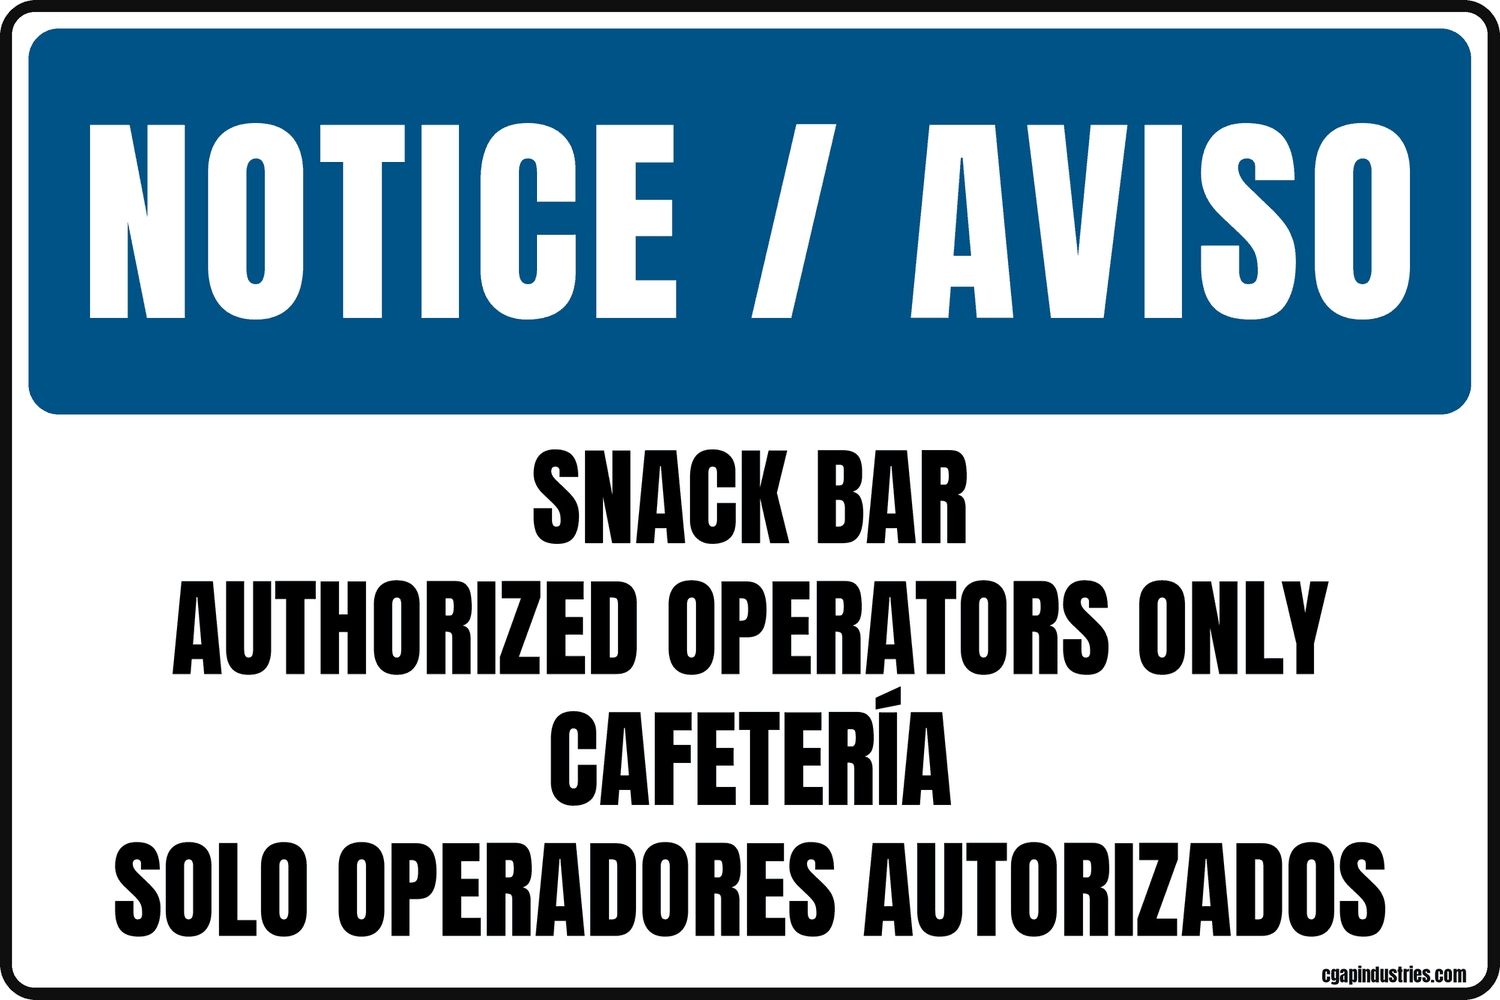 NOTICE / AVISO
SNACK BAR
AUTHORIZED OPERATORS ONLY
CAFETERÍA
SOLO OPERADORES AUTORIZADOS
cgapindustries.com